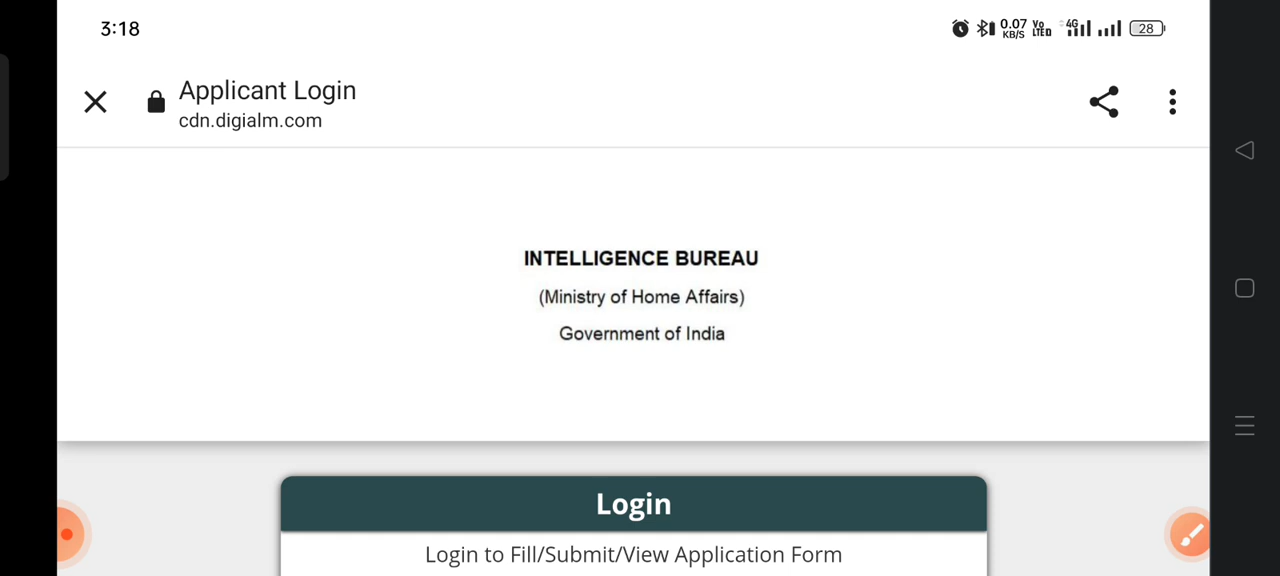 3:18
0.07 KB/S Vo LTE 4G 28
Applicant Login
cdn.digialm.com
INTELLIGENCE BUREAU
(Ministry of Home Affairs)
Government of India
Login
Login to Fill/Submit/View Application Form